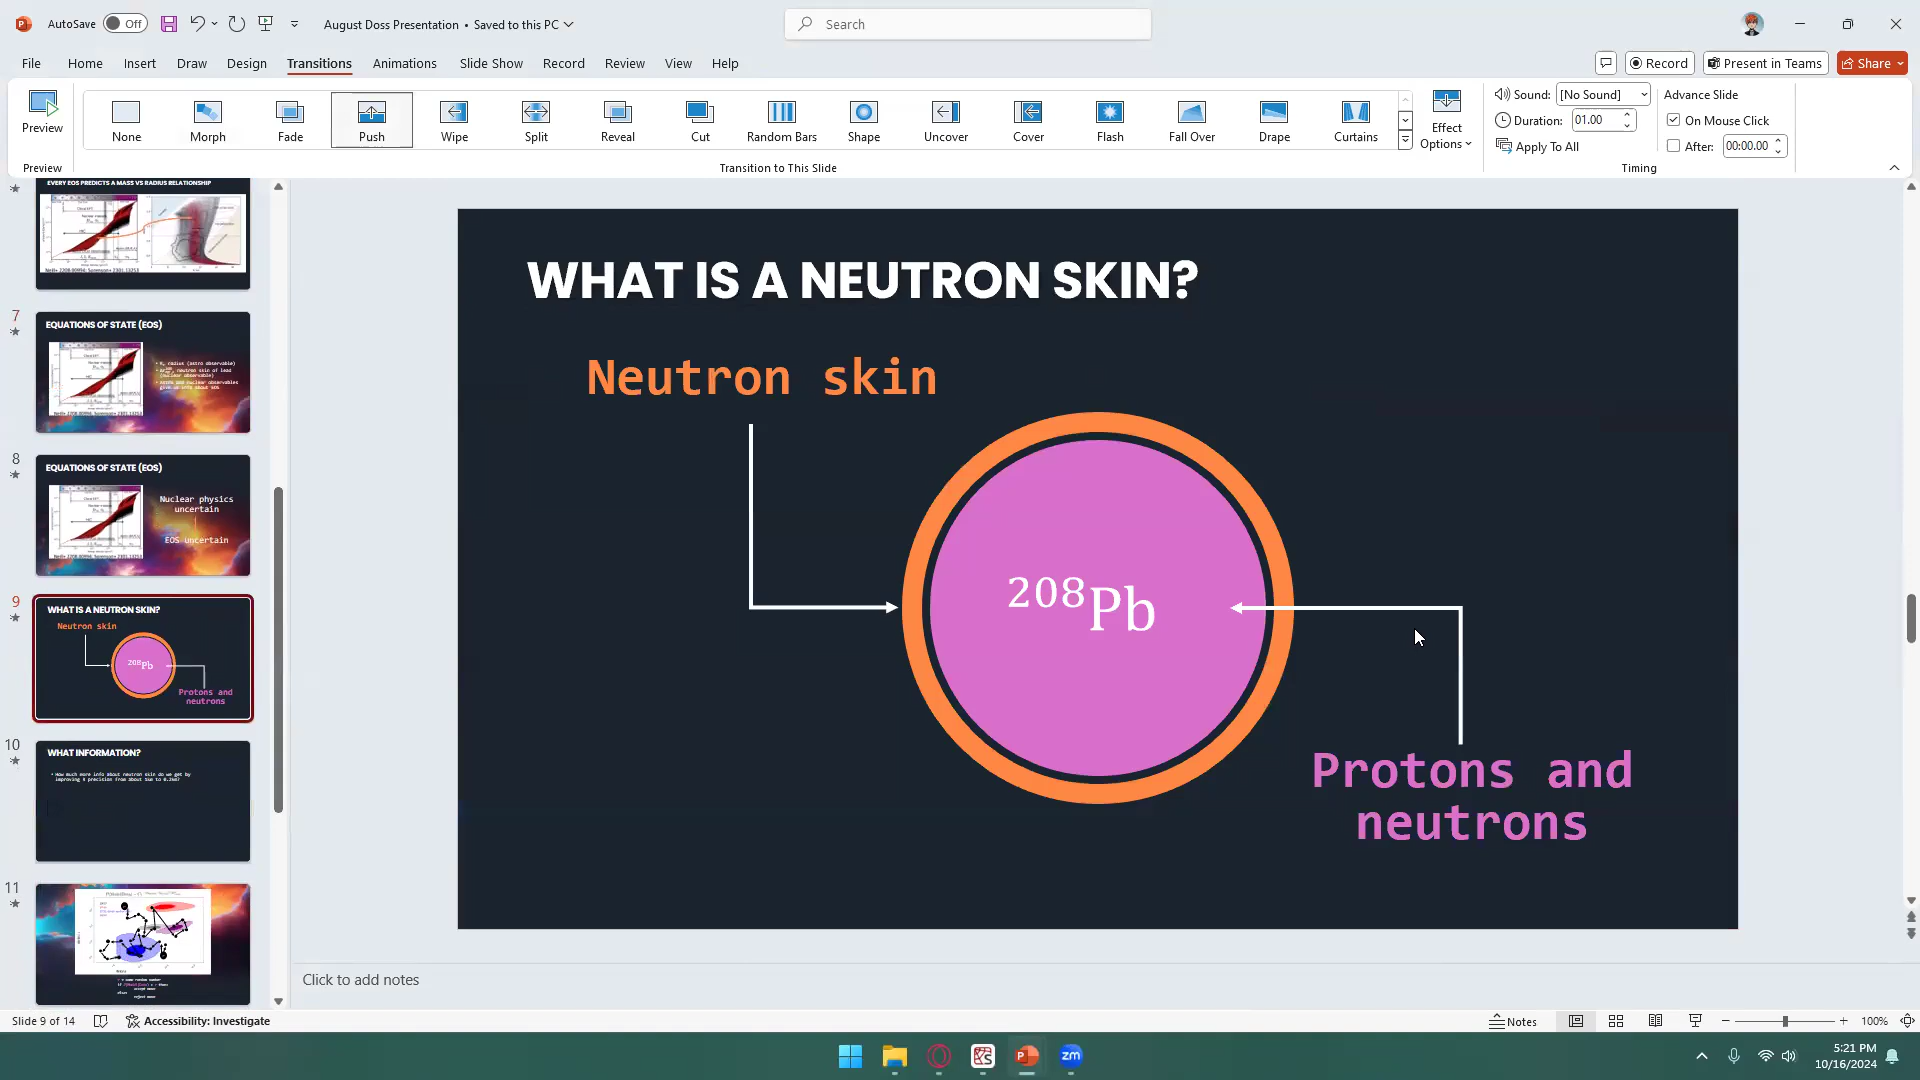 AutoSave Off August Doss Presentation • Saved to this PC Search
File Home Insert Draw Design Transitions Animations Slide Show Record Review View Help Record Present in Teams Share
Preview None Morph Fade Push Wipe Split Reveal Cut Random Bars Shape Uncover Cover Flash Fall Over Drape Curtains Effect Options
Sound: [No Sound] Advance Slide
Duration: 01.00 On Mouse Click
Apply To All After: 00:00.00
Preview Transition to This Slide Timing
EVERY EOS PREDICTS A MASS VS RADIUS RELATIONSHIP
7
EQUATIONS OF STATE (EOS)
8
EQUATIONS OF STATE (EOS)
Nuclear physics
uncertain
EOS uncertain
9
WHAT IS A NEUTRON SKIN?
Neutron skin
208Pb
Protons and
neutrons
10
WHAT INFORMATION?
11
WHAT IS A NEUTRON SKIN?
Neutron skin
²⁰⁸Pb
Protons and
neutrons
Click to add notes
Slide 9 of 14 Accessibility: Investigate Notes 100%
zm
5:21 PM
10/16/2024